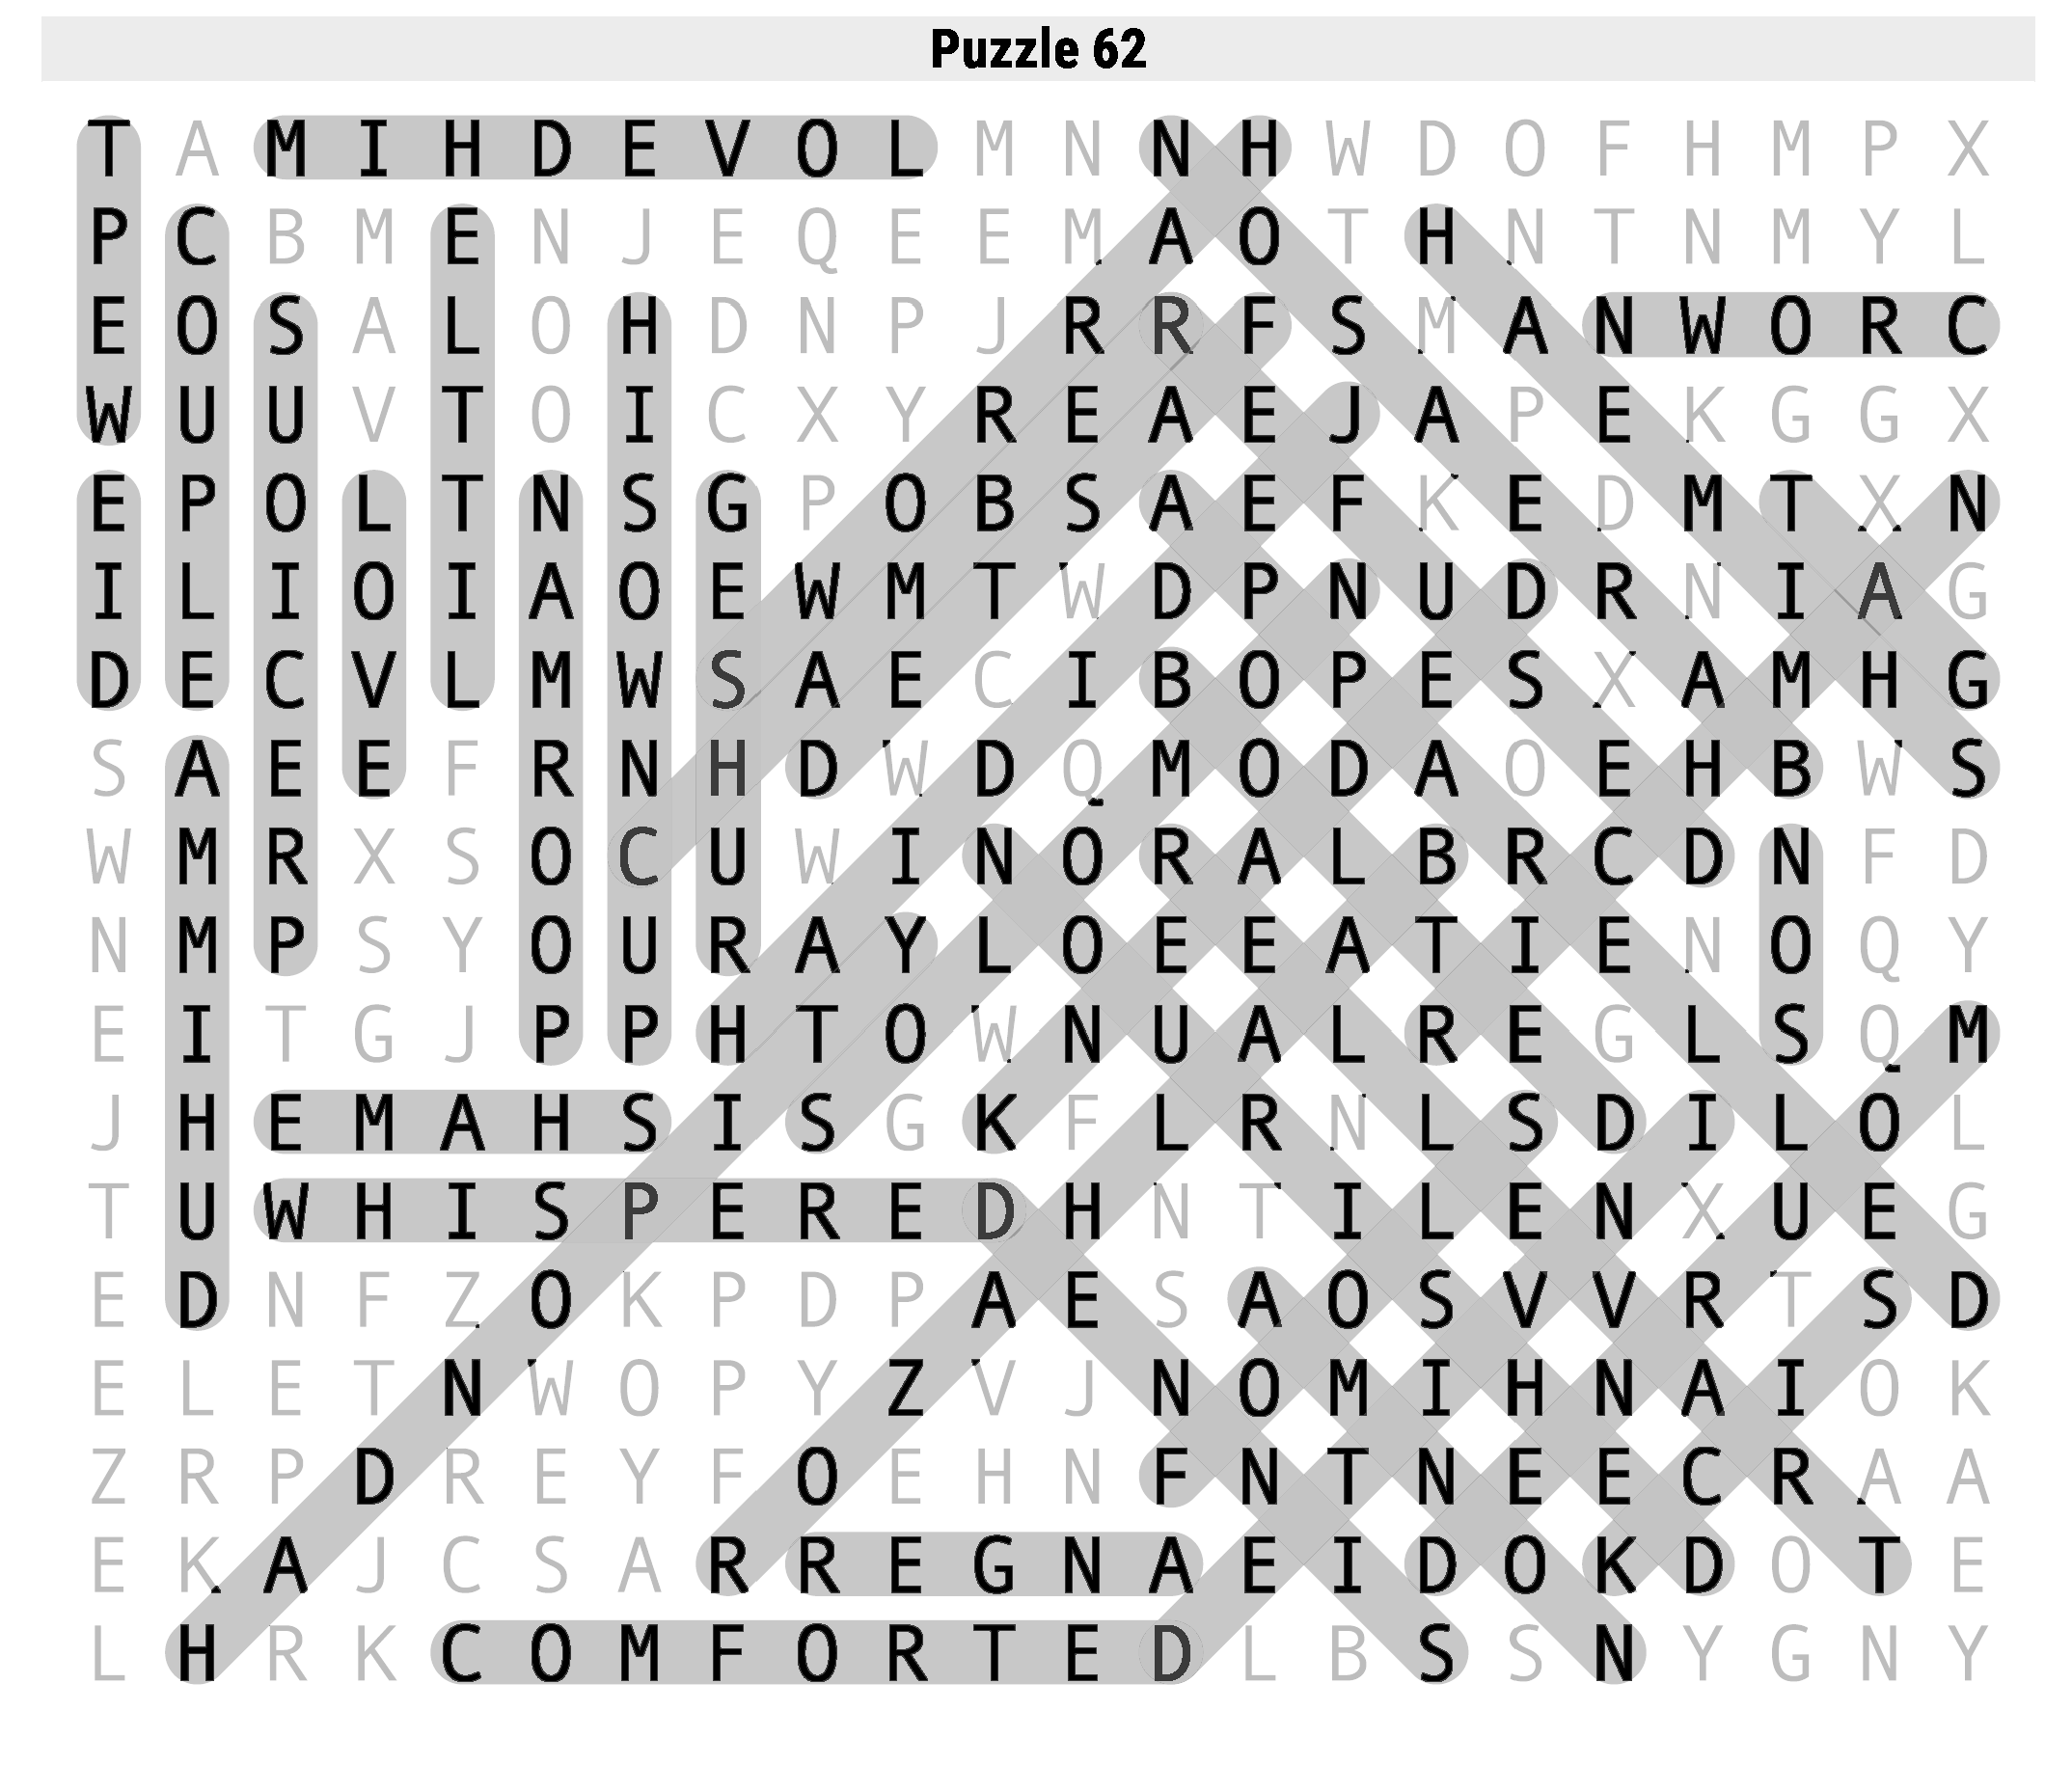 Puzzle 62
T A M I H D E V O L M N N H W D O F H M P X
P C B M E N J E Q E E M A O T H N T N M Y L
E O S A L O H D N P J R R F S M A N W O R C
W U U V T O I C X Y R E A E J A P E K G G X
E P O L T N S G P O B S A E F K E D M T X N
I L I O I A O E W M T W D P N U D R N I A G
D E C V L M W S A E C I B O P E S X A M H G
S A E E F R N H D W D Q M O D A O E H B W S
W M R X S O C U W I N O R A L B R C D N F D
N M P S Y O U R A Y L O E E A T I E N O Q Y
E I T G J P P H T O W N U A L R E G L S Q M
J H E M A H S I S G K F L R N L S D I L O L
T U W H I S P E R E D H N T I L E N X U E G
E D N F Z O K P D P A E S A O S V V R T S D
E L E T N W O P Y Z V J N O M I H N A I O K
Z R P D R E Y F O E H N F N T N E E C R A A
E K A J C S A R R E G N A E I D O K D O T E
L H R K C O M F O R T E D L B S S N Y G N Y